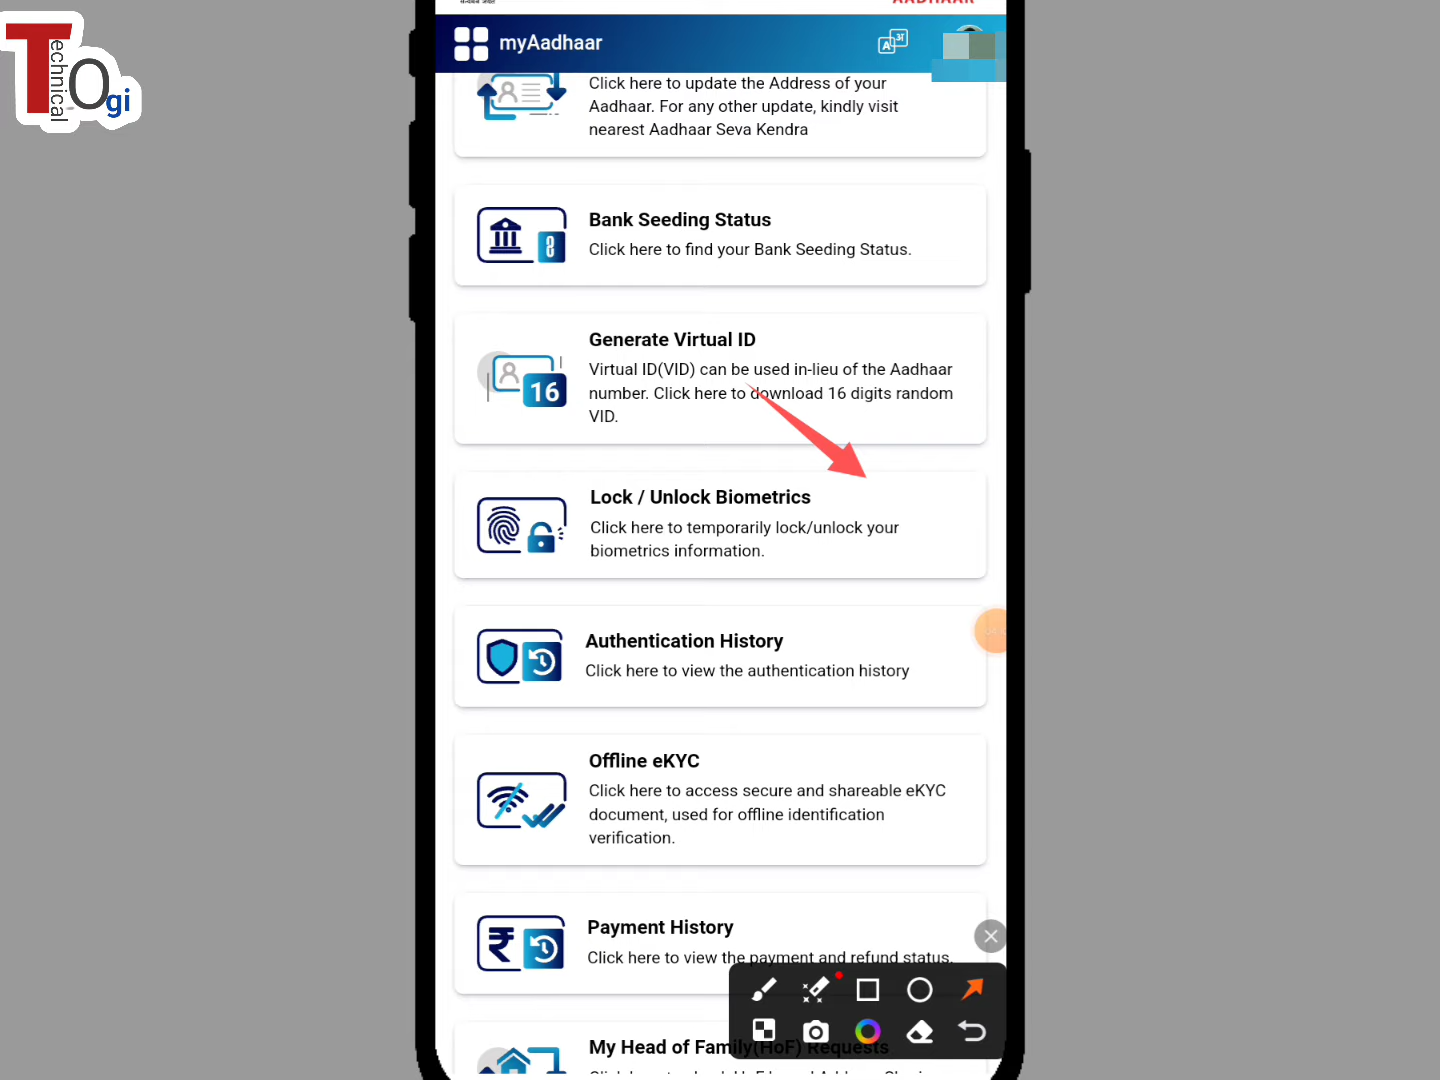 Technical
Ogi
AADHAAR
myAadhaar
A अ
Click here to update the Address of your
Aadhaar. For any other update, kindly visit
nearest Aadhaar Seva Kendra
Bank Seeding Status
Click here to find your Bank Seeding Status.
8
Generate Virtual ID
Virtual ID(VID) can be used in-lieu of the Aadhaar
number. Click here to download 16 digits random
VID.
16
Lock / Unlock Biometrics
Click here to temporarily lock/unlock your
biometrics information.
Authentication History
Click here to view the authentication history
Offline eKYC
Click here to access secure and shareable eKYC
document, used for offline identification
verification.
₹
Payment History
Click here to view the payment and refund status.
My Head of Family(HoF) Requests